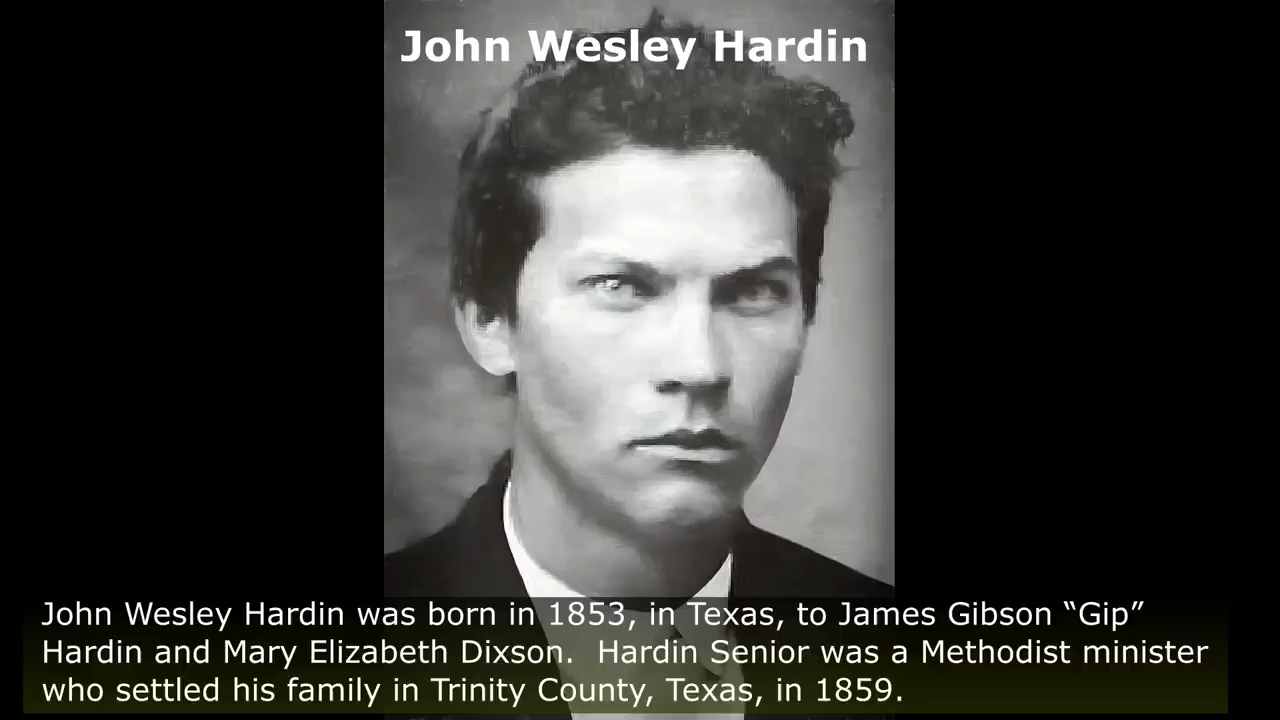 John Wesley Hardin
John Wesley Hardin was born in 1853, in Texas, to James Gibson “Gip”
Hardin and Mary Elizabeth Dixson.  Hardin Senior was a Methodist minister
who settled his family in Trinity County, Texas, in 1859.